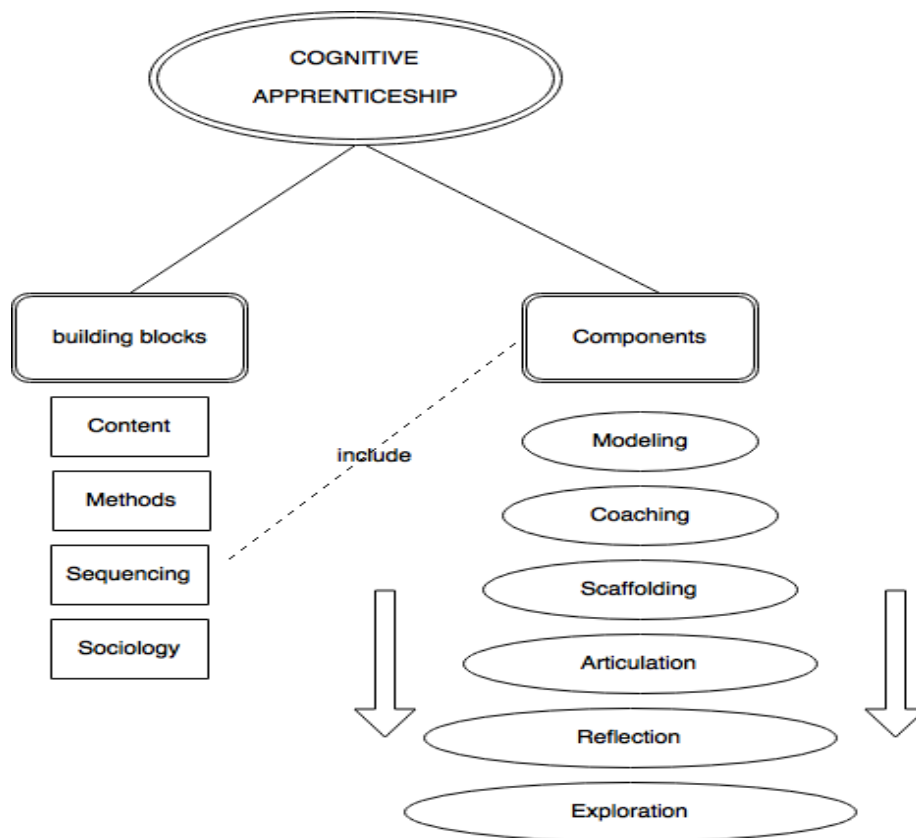 COGNITIVE
APPRENTICESHIP
building blocks
Content
Methods
Sequencing
Sociology
include
Components
Modeling
Coaching
Scaffolding
Articulation
Reflection
Exploration